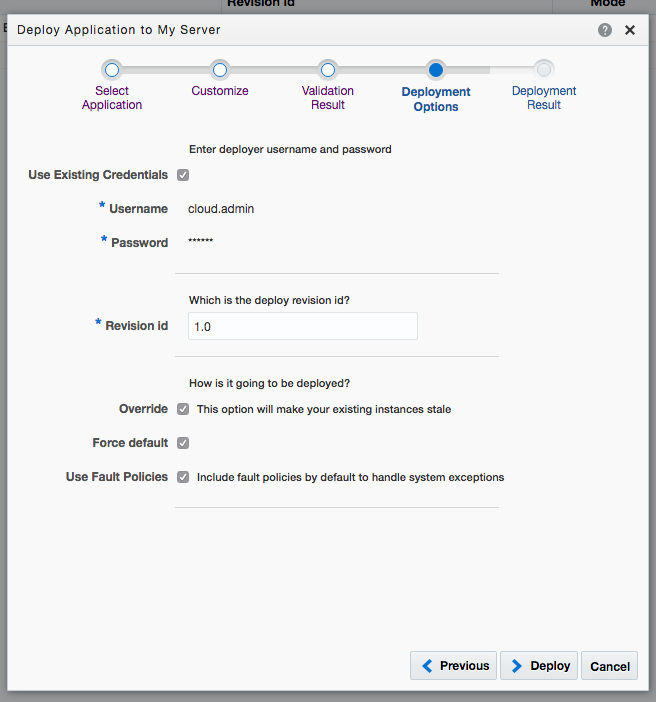 Revision Id
Mode
Deploy Application to My Server
Select
Application
Customize
Validation
Result
Deployment
Options
Deployment
Result
Enter deployer username and password
Use Existing Credentials
* Username
cloud.admin
* Password
******
Which is the deploy revision id?
* Revision id
1.0
How is it going to be deployed?
Override
This option will make your existing instances stale
Force default
Use Fault Policies
Include fault policies by default to handle system exceptions
Previous
Deploy
Cancel